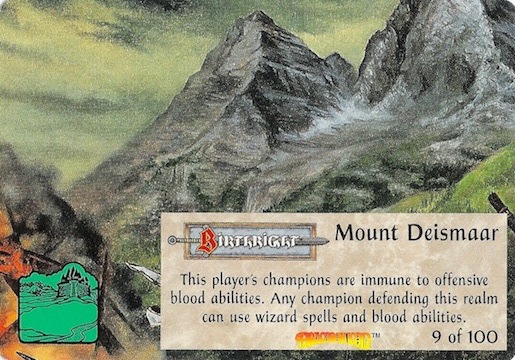 BIRTHRIGHT
Mount Deismaar
This player's champions are immune to offensive
blood abilities. Any champion defending this realm
can use wizard spells and blood abilities.
™
9 of 100